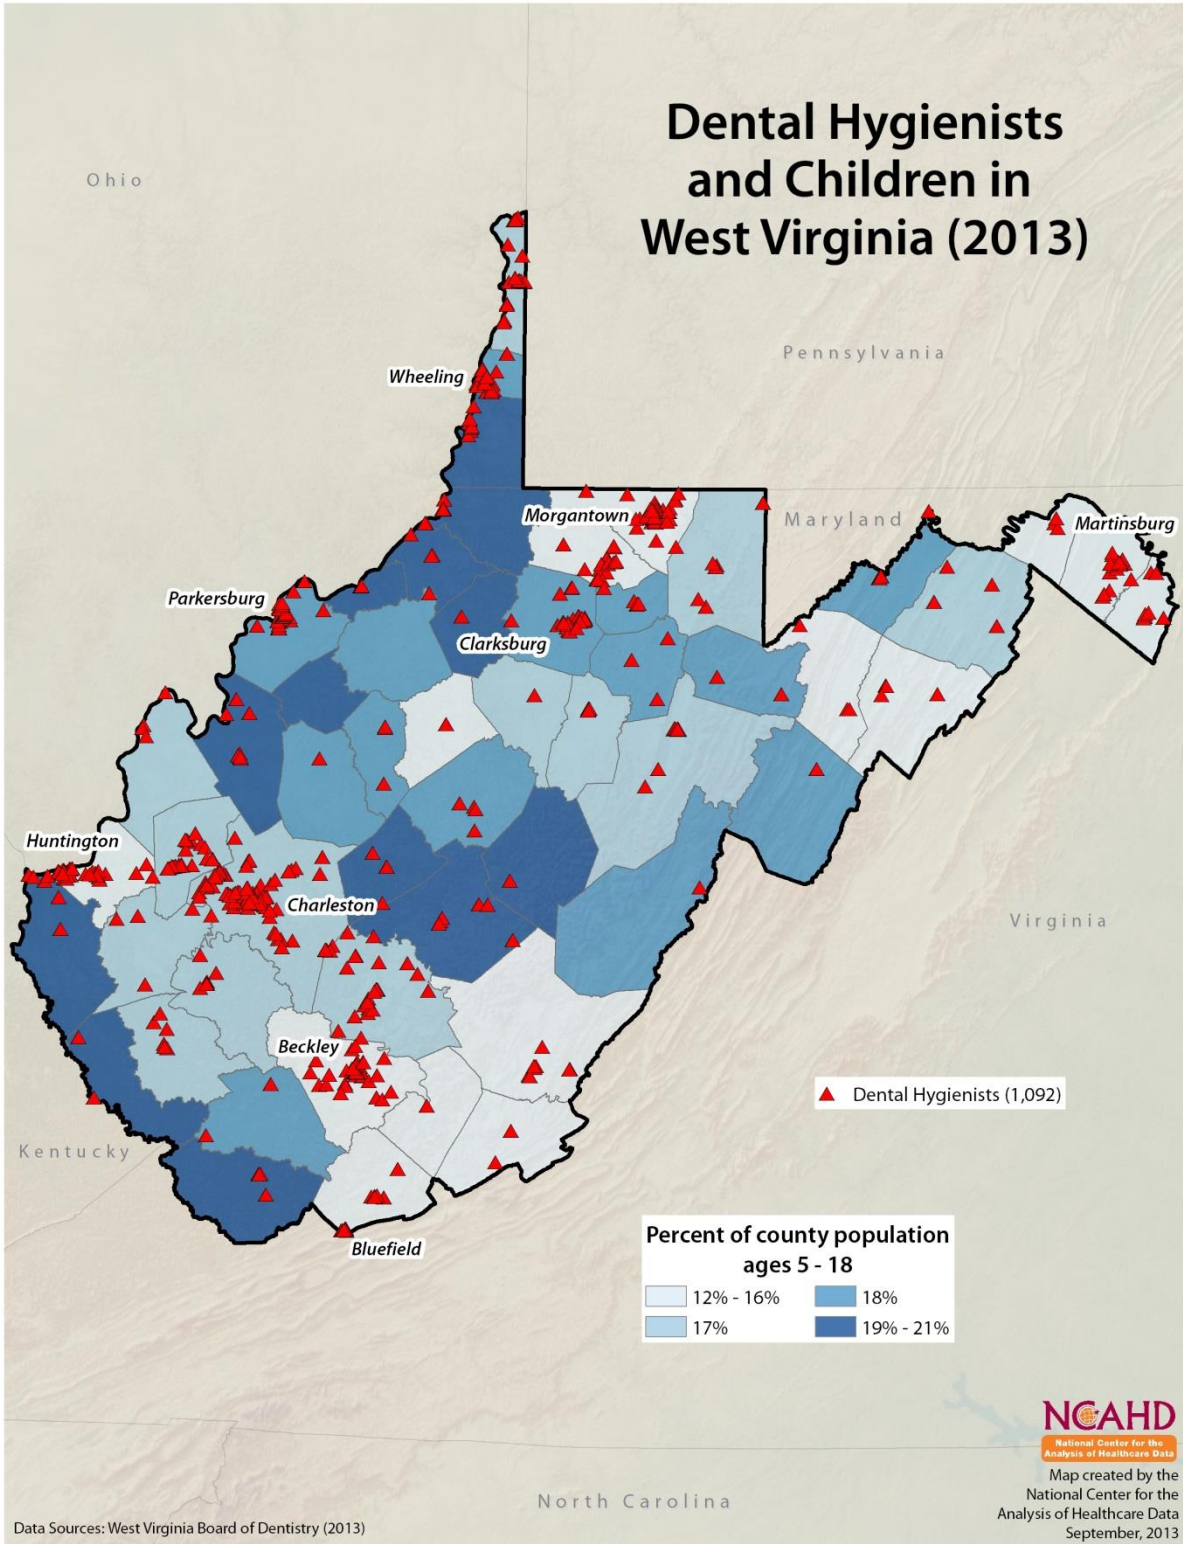 Dental Hygienists
and Children in
West Virginia (2013)
Ohio
Pennsylvania
Wheeling
Morgantown
Maryland
Martinsburg
Parkersburg
Clarksburg
Huntington
Charleston
Virginia
Beckley
Dental Hygienists (1,092)
Kentucky
Bluefield
Percent of county population
ages 5 - 18
12% - 16%
18%
17%
19% - 21%
NCAHD
National Center for the
Analysis of Healthcare Data
Map created by the
National Center for the
Analysis of Healthcare Data
September, 2013
North Carolina
Data Sources: West Virginia Board of Dentistry (2013)